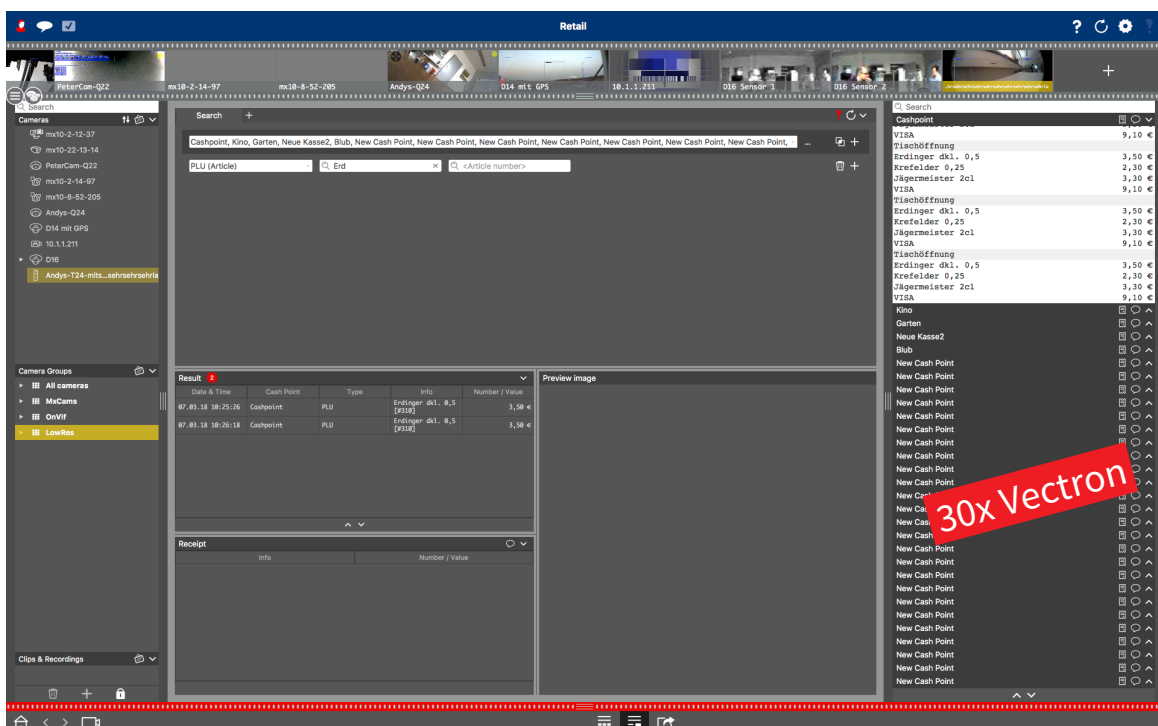 Retail
?
PeterCam-Q22
mx10-2-14-97
mx10-8-52-205
Andys-Q24
D14 mit GPS
10.1.1.211
D16 Sensor 1
D16 Sensor 2
Search
Cameras
mx10-2-12-37
mx10-22-13-14
PeterCam-Q22
mx10-2-14-97
mx10-8-52-205
Andys-Q24
D14 mit GPS
10.1.1.211
D16
Andys-T24-mits...sehrsehrsehrla
Camera Groups
All cameras
MxCams
OnVif
LowRes
Clips & Recordings
Search +
Cashpoint, Kino, Garten, Neue Kasse2, Blub, New Cash Point, New Cash Point, New Cash Point, New Cash Point, New Cash Point, New Cash Point, ...
PLU (Article) Erd × <Article number>
Result 2
Date & Time Cash Point Type Info Number / Value
07.03.18 10:25:26 Cashpoint PLU Erdinger dkl. 0,5 [#310] 3,50 €
07.03.18 10:26:18 Cashpoint PLU Erdinger dkl. 0,5 [#310] 3,50 €
Receipt
Info Number / Value
Preview image
Search
Cashpoint
VISA 9,10 €
Tischöffnung
Erdinger dkl. 0,5 3,50 €
Krefelder 0,25 2,30 €
Jägermeister 2cl 3,30 €
VISA 9,10 €
Tischöffnung
Erdinger dkl. 0,5 3,50 €
Krefelder 0,25 2,30 €
Jägermeister 2cl 3,30 €
VISA 9,10 €
Tischöffnung
Erdinger dkl. 0,5 3,50 €
Krefelder 0,25 2,30 €
Jägermeister 2cl 3,30 €
VISA 9,10 €
Kino
Garten
Neue Kasse2
Blub
New Cash Point
New Cash Point
New Cash Point
New Cash Point
New Cash Point
New Cash Point
New Cash Point
New Cash Point
New Cash Point
New Cash Point
New
New
New
New Cash
New Cash Point
New Cash Point
New Cash Point
New Cash Point
New Cash Point
New Cash Point
New Cash Point
New Cash Point
New Cash Point
New Cash Point
New Cash Point
30x Vectron